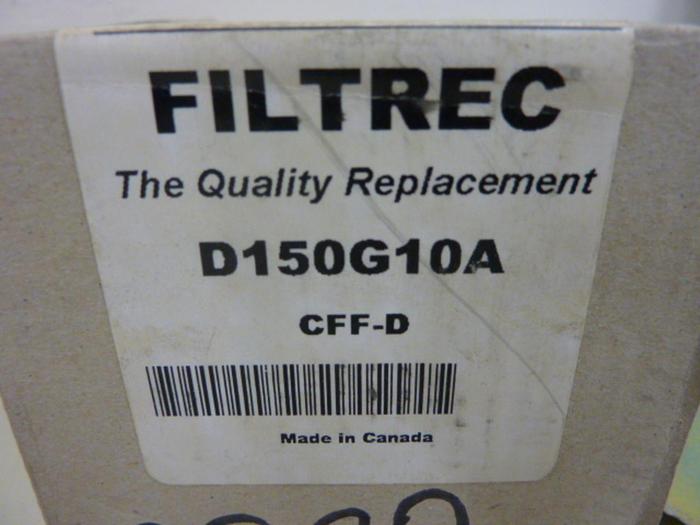 FILTREC
The Quality Replacement
D150G10A
CFF-D
Made in Canada